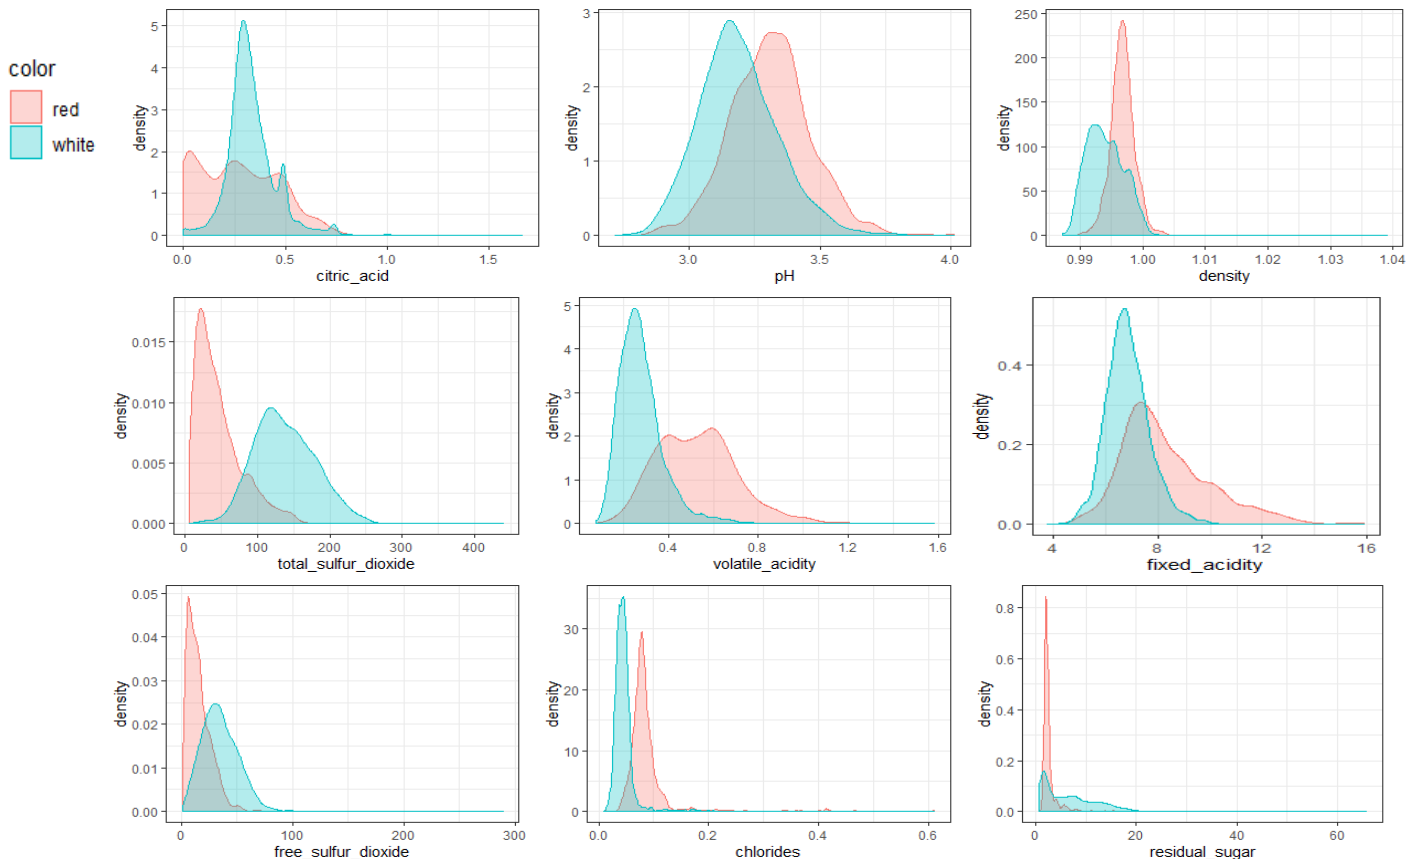 color
red
white
density
5
4
3
2
1
0
0.0 0.5 1.0 1.5
citric_acid
density
3
2
1
0
3.0 3.5 4.0
pH
density
250
200
150
100
50
0
0.99 1.00 1.01 1.02 1.03 1.04
density
density
0.015
0.010
0.005
0.000
0 100 200 300 400
total_sulfur_dioxide
density
5
4
3
2
1
0
0.4 0.8 1.2 1.6
volatile_acidity
density
0.4
0.2
0.0
4 8 12 16
fixed_acidity
density
0.05
0.04
0.03
0.02
0.01
0.00
0 100 200 300
free_sulfur_dioxide
density
30
20
10
0
0.0 0.2 0.4 0.6
chlorides
density
0.8
0.6
0.4
0.2
0.0
0 20 40 60
residual_sugar